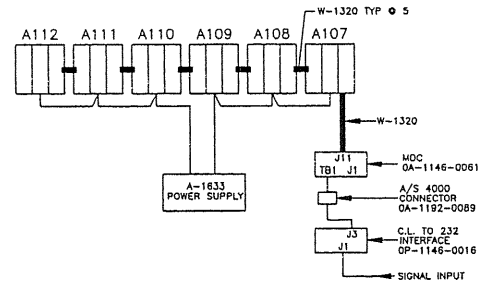 W-1320 TYP @ 5
A112 A111 A110 A109 A108 A107
W-1320
J11
TB1 J1
MDC
0A-1146-0061
A-1633
POWER SUPPLY
A/S 4000
CONNECTOR
0A-1192-0089
J3
J1
C.L. TO 232
INTERFACE
0P-1146-0016
SIGNAL INPUT